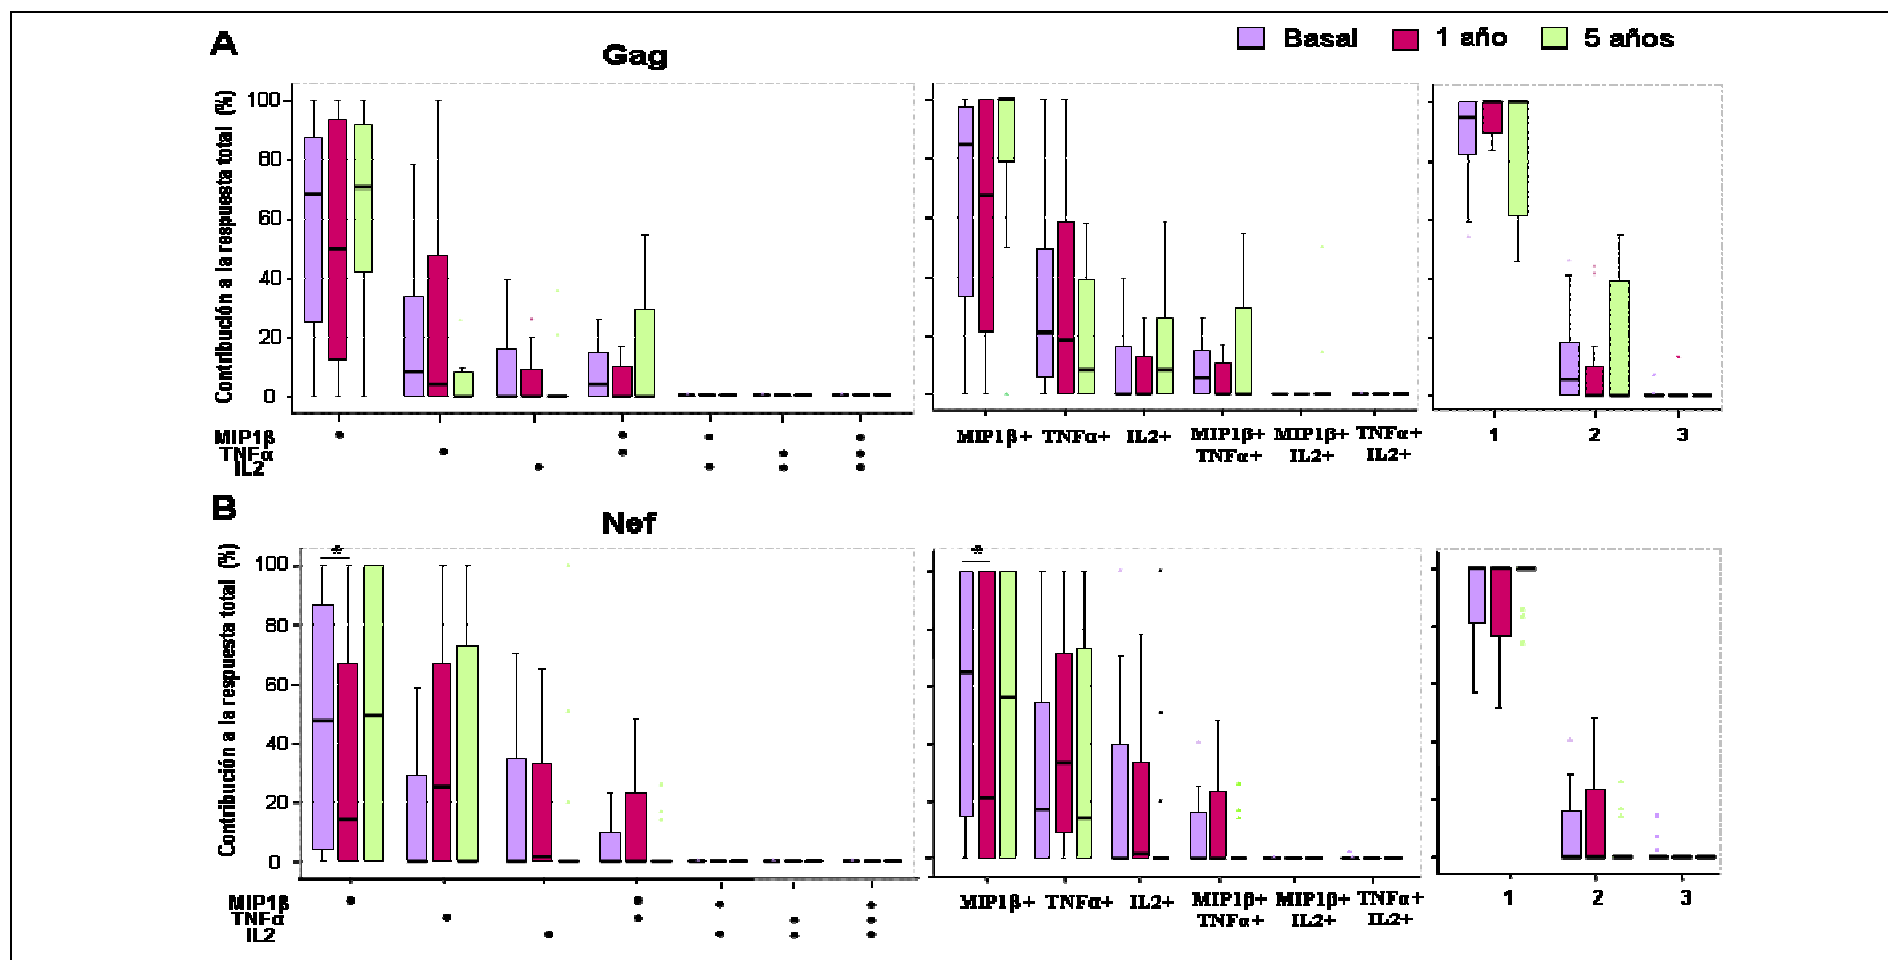 A
Gag
Basal 1 año 5 años
Contribución a la respuesta total (%)
100
80
60
40
20
0
MIP1β
TNFα
IL2
MIP1β+ TNFα+ IL2+ MIP1β+ MIP1β+ TNFα+
TNFα+ IL2+ IL2+
1 2 3
B
Nef
*
*
Contribución a la respuesta total (%)
100
80
60
40
20
0
MIP1β
TNFα
IL2
MIP1β+ TNFα+ IL2+ MIP1β+ MIP1β+ TNFα+
TNFα+ IL2+ IL2+
1 2 3